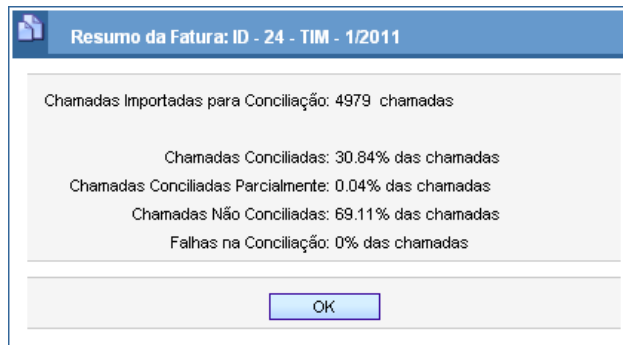 Resumo da Fatura: ID - 24 - TIM - 1/2011
Chamadas Importadas para Conciliação: 4979 chamadas
Chamadas Conciliadas: 30.84% das chamadas
Chamadas Conciliadas Parcialmente: 0.04% das chamadas
Chamadas Não Conciliadas: 69.11% das chamadas
Falhas na Conciliação: 0% das chamadas
OK